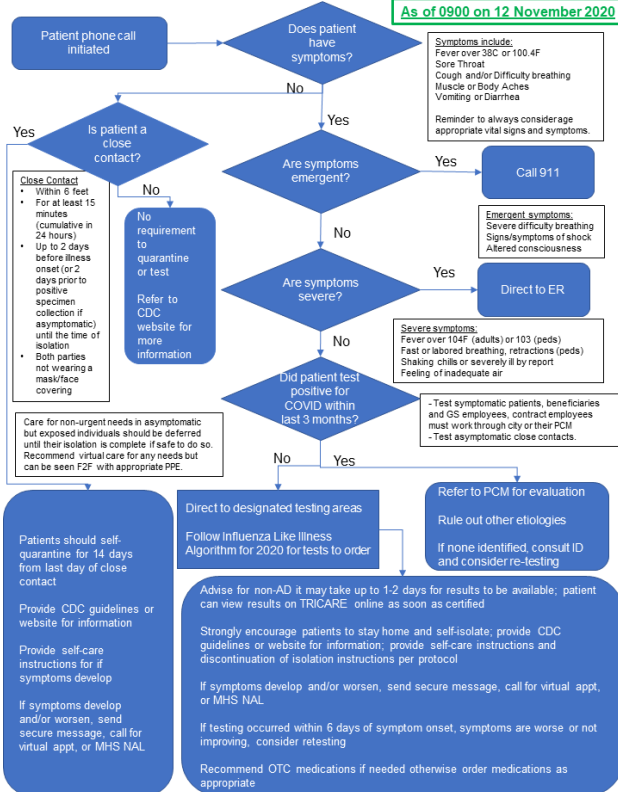 As of 0900 on 12 November 2020
Patient phone call
initiated
Does patient
have
symptoms?
Symptoms include:
Fever over 38C or 100.4F
Sore Throat
Cough and/or Difficulty breathing
Muscle or Body Aches
Vomiting or Diarrhea
Reminder to always consider age
appropriate vital signs and symptoms.
No
Yes
Yes
Is patient a
close
contact?
Are symptoms
emergent?
Yes
Call 911
Close Contact
• Within 6 feet
• For at least 15
minutes
(cumulative in
24 hours)
• Up to 2 days
before illness
onset (or 2
days prior to
positive
specimen
collection if
asymptomatic)
until the time of
isolation
• Both parties
not wearing a
mask/face
covering
No
No
requirement
to
quarantine
or test
Refer to
CDC
website for
more
information
No
Emergent symptoms:
Severe difficulty breathing
Signs/symptoms of shock
Altered consciousness
Are symptoms
severe?
Yes
Direct to ER
No
Severe symptoms:
Fever over 104F (adults) or 103 (peds)
Fast or labored breathing, retractions (peds)
Shaking chills or severely ill by report
Feeling of inadequate air
Did patient test
positive for
COVID within
last 3 months?
- Test symptomatic patients, beneficiaries
and GS employees, contract employees
must work through city or their PCM
- Test asymptomatic close contacts.
Care for non-urgent needs in asymptomatic
but exposed individuals should be deferred
until their isolation is complete if safe to do so.
Recommend virtual care for any needs but
can be seen F2F with appropriate PPE.
No
Yes
Direct to designated testing areas
Follow Influenza Like Illness
Algorithm for 2020 for tests to order
Refer to PCM for evaluation
Rule out other etiologies
If none identified, consult ID
and consider re-testing
Patients should self-
quarantine for 14 days
from last day of close
contact
Provide CDC guidelines or
website for information
Provide self-care
instructions for if
symptoms develop
If symptoms develop
and/or worsen, send
secure message, call for
virtual appt, or MHS NAL
Advise for non-AD it may take up to 1-2 days for results to be available; patient
can view results on TRICARE online as soon as certified
Strongly encourage patients to stay home and self-isolate; provide CDC
guidelines or website for information; provide self-care instructions and
discontinuation of isolation instructions per protocol
If symptoms develop and/or worsen, send secure message, call for virtual appt,
or MHS NAL
If testing occurred within 6 days of symptom onset, symptoms are worse or not
improving, consider retesting
Recommend OTC medications if needed otherwise order medications as
appropriate